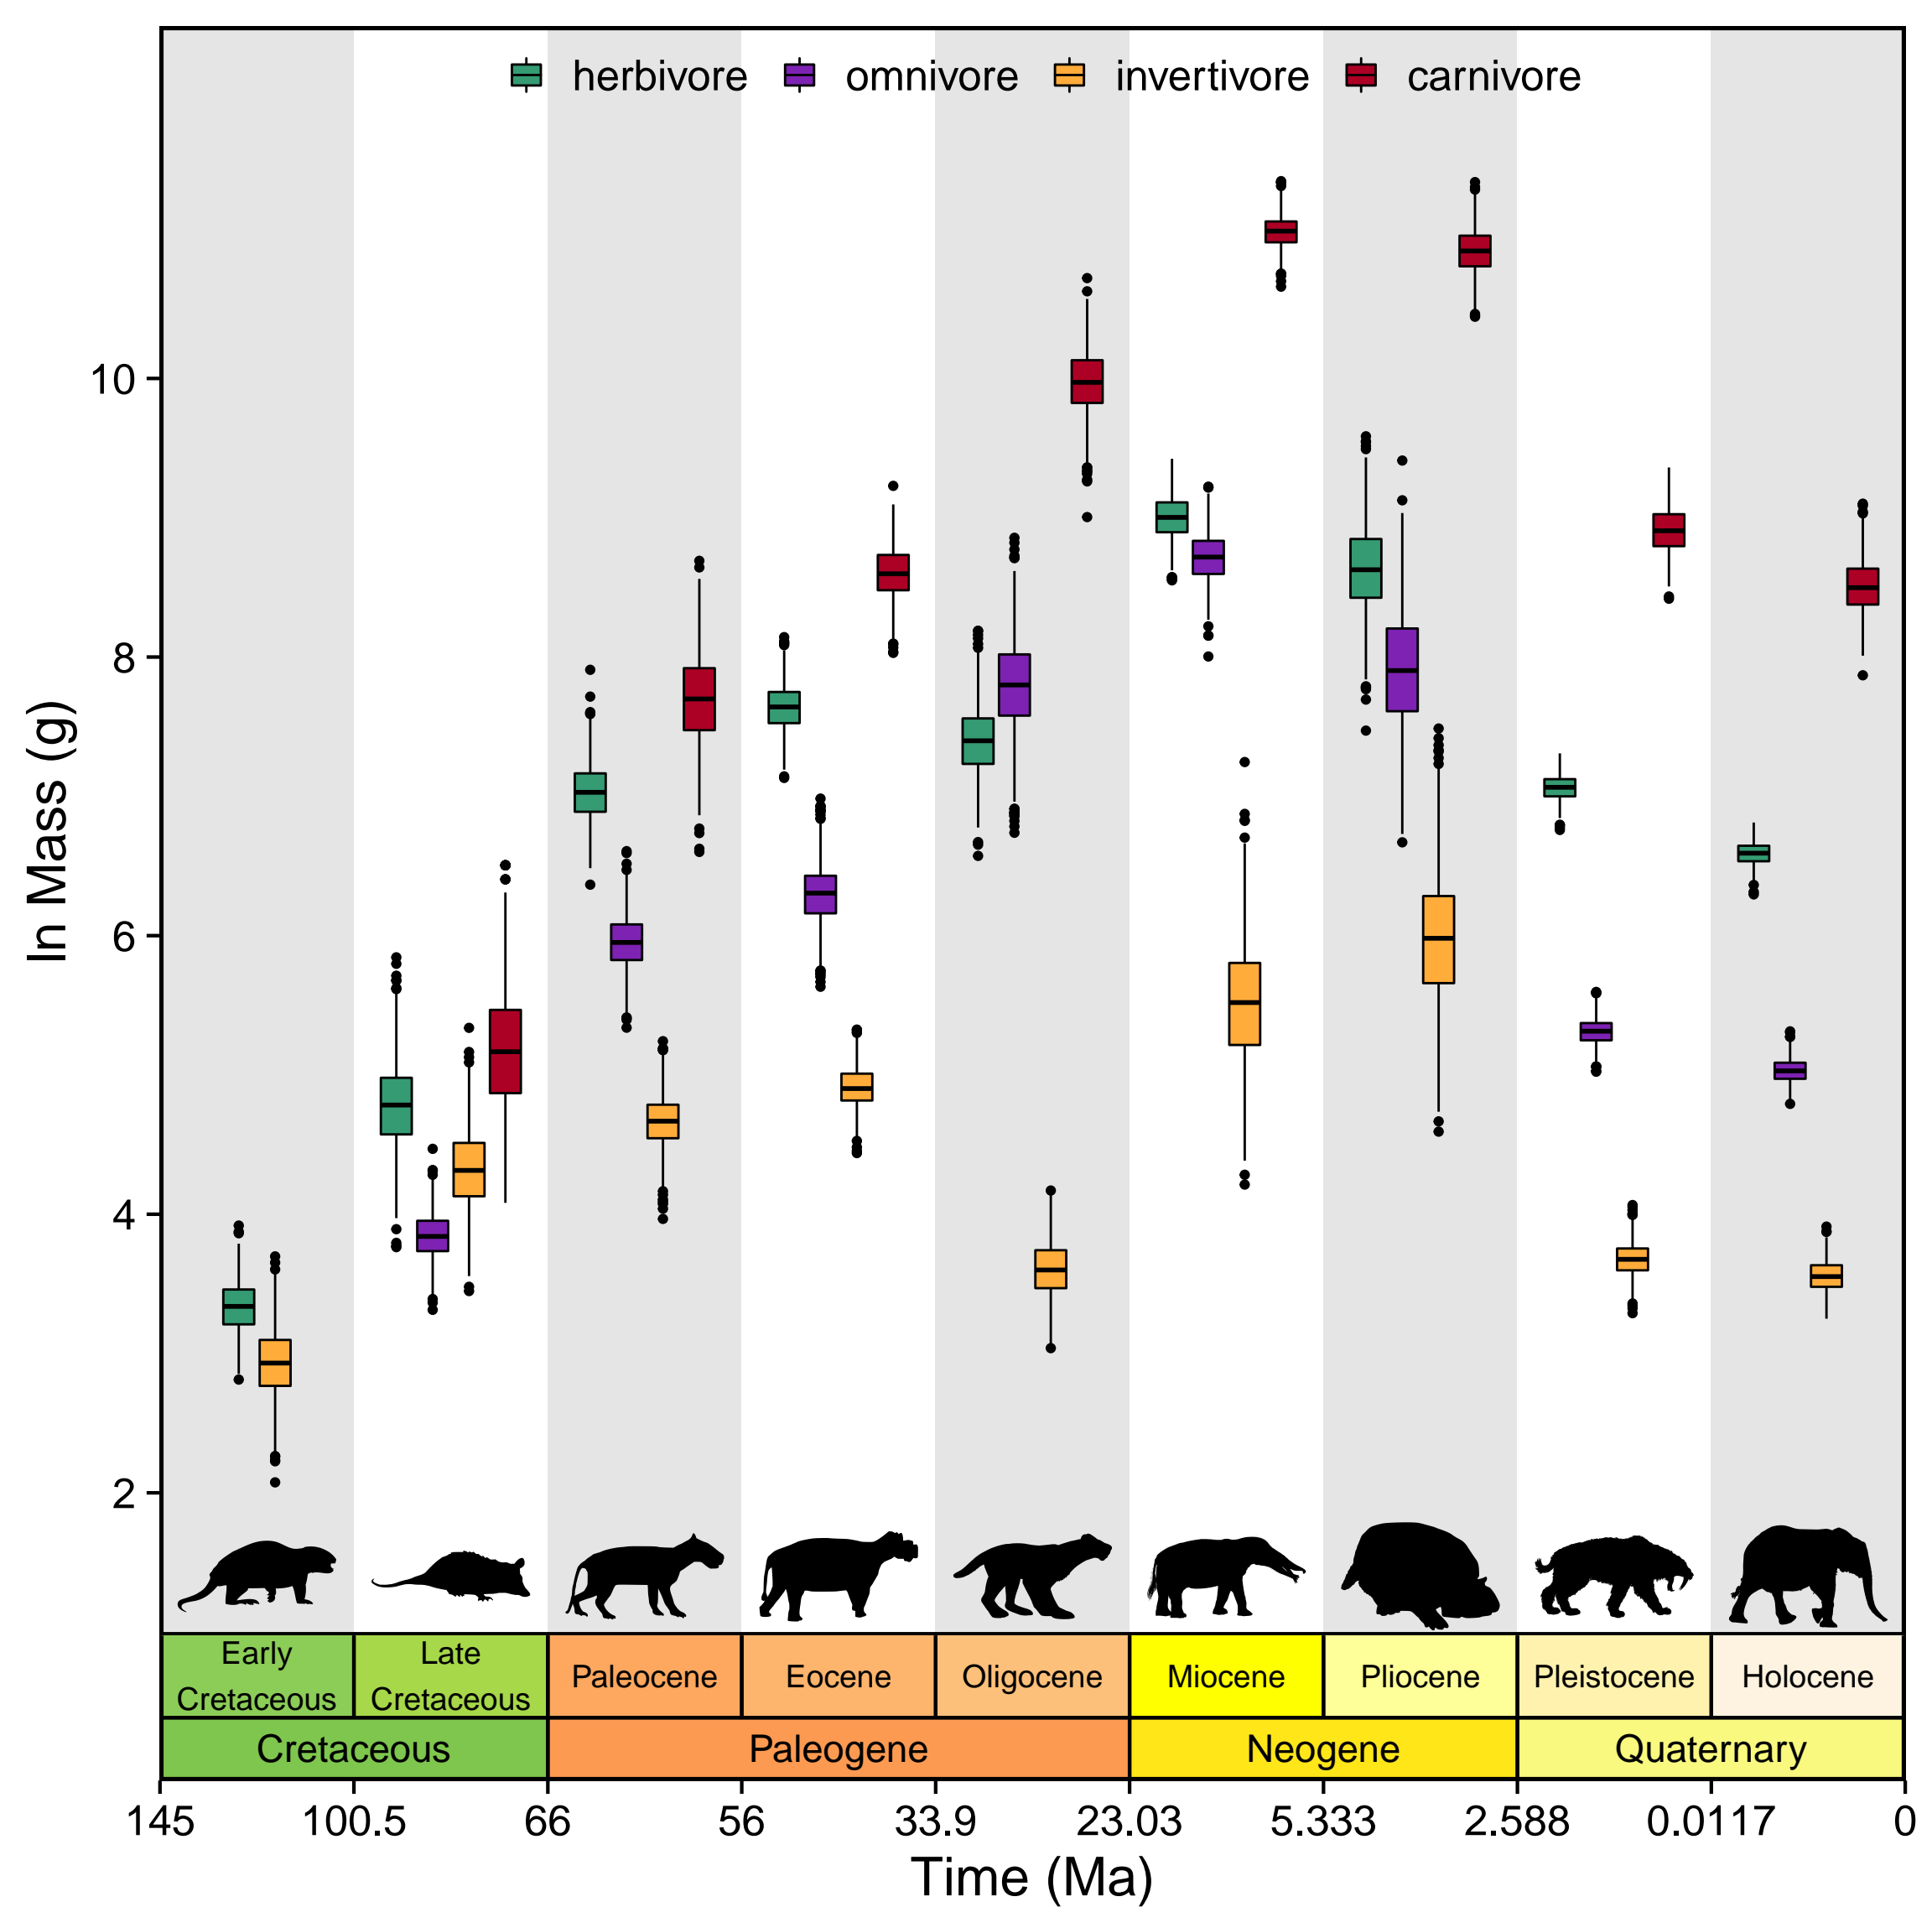 herbivore omnivore invertivore carnivore
10
8
6
4
2
ln Mass (g)
Early Cretaceous
Late Cretaceous
Paleocene
Eocene
Oligocene
Miocene
Pliocene
Pleistocene
Holocene
Cretaceous
Paleogene
Neogene
Quaternary
145 100.5 66 56 33.9 23.03 5.333 2.588 0.0117 0
Time (Ma)